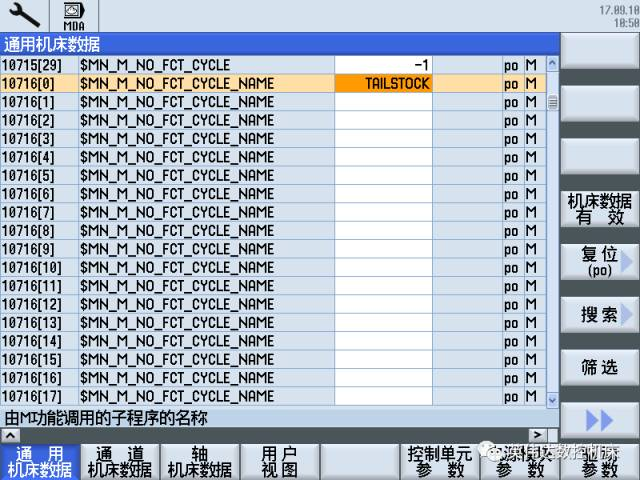 MDA
17.09.10
10:50
通用机床数据
10715[29] $MN_M_NO_FCT_CYCLE -1 po M
10716[0] $MN_M_NO_FCT_CYCLE_NAME TAILSTOCK po M
10716[1] $MN_M_NO_FCT_CYCLE_NAME po M
10716[2] $MN_M_NO_FCT_CYCLE_NAME po M
10716[3] $MN_M_NO_FCT_CYCLE_NAME po M
10716[4] $MN_M_NO_FCT_CYCLE_NAME po M
10716[5] $MN_M_NO_FCT_CYCLE_NAME po M
10716[6] $MN_M_NO_FCT_CYCLE_NAME po M
10716[7] $MN_M_NO_FCT_CYCLE_NAME po M
10716[8] $MN_M_NO_FCT_CYCLE_NAME po M
10716[9] $MN_M_NO_FCT_CYCLE_NAME po M
10716[10] $MN_M_NO_FCT_CYCLE_NAME po M
10716[11] $MN_M_NO_FCT_CYCLE_NAME po M
10716[12] $MN_M_NO_FCT_CYCLE_NAME po M
10716[13] $MN_M_NO_FCT_CYCLE_NAME po M
10716[14] $MN_M_NO_FCT_CYCLE_NAME po M
10716[15] $MN_M_NO_FCT_CYCLE_NAME po M
10716[16] $MN_M_NO_FCT_CYCLE_NAME po M
10716[17] $MN_M_NO_FCT_CYCLE_NAME po M
由M功能调用的子程序的名称
机床数据
有 效
复位
(po)
搜索
筛选
通 用
机床数据
通 道
机床数据
轴
机床数据
用户
视图
控制单元
参 数
参 数
参 数
数控机床